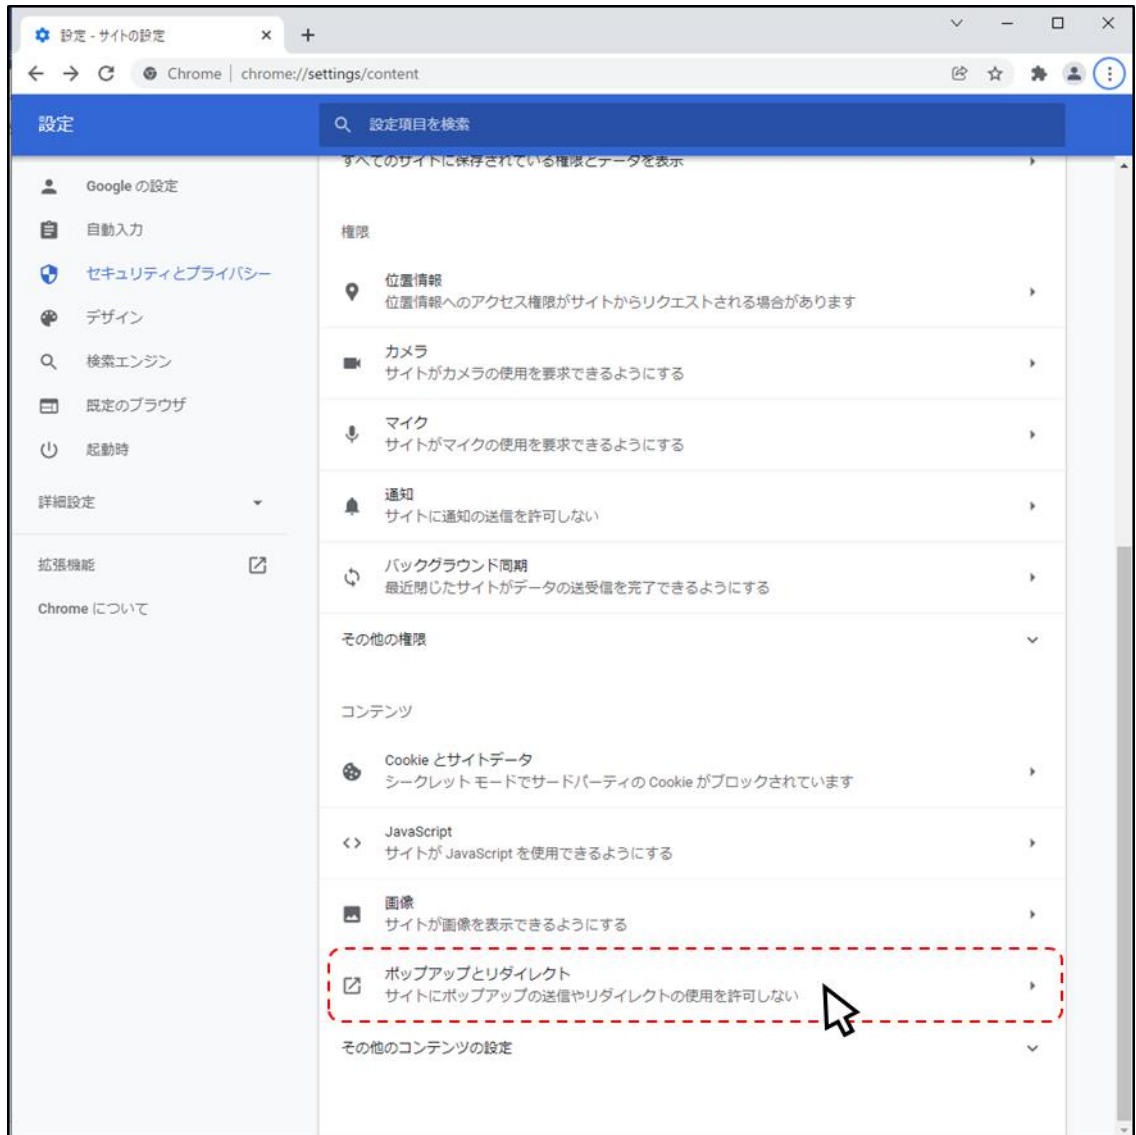 設定 - サイトの設定
Chrome | chrome://settings/content
設定
設定項目を検索
すべてのサイトに保存されている権限とデータを表示
Google の設定
自動入力
セキュリティとプライバシー
デザイン
検索エンジン
既定のブラウザ
起動時
詳細設定
拡張機能
Chrome について
権限
位置情報
位置情報へのアクセス権限がサイトからリクエストされる場合があります
カメラ
サイトがカメラの使用を要求できるようにする
マイク
サイトがマイクの使用を要求できるようにする
通知
サイトに通知の送信を許可しない
バックグラウンド同期
最近閉じたサイトがデータの送受信を完了できるようにする
その他の権限
コンテンツ
Cookie とサイトデータ
シークレット モードでサードパーティの Cookie がブロックされています
JavaScript
サイトが JavaScript を使用できるようにする
画像
サイトが画像を表示できるようにする
ポップアップとリダイレクト
サイトにポップアップの送信やリダイレクトの使用を許可しない
その他のコンテンツの設定